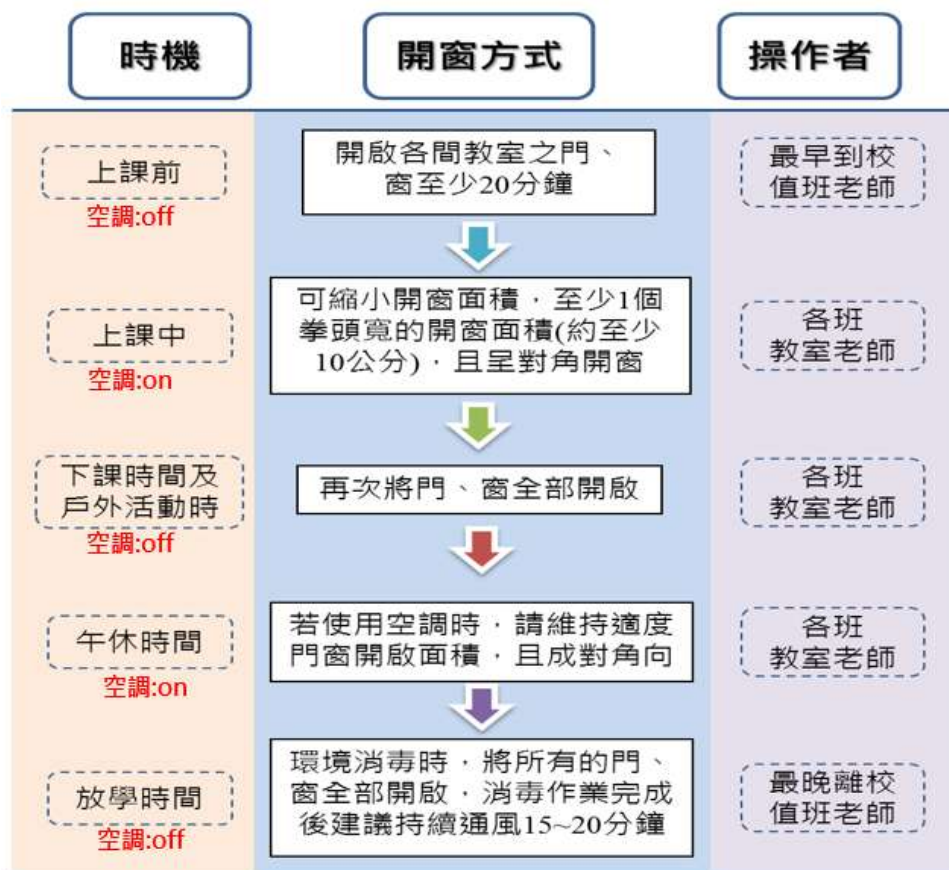 時機
開窗方式
操作者
上課前
空調:off
開啟各間教室之門、
窗至少20分鐘
最早到校
值班老師
上課中
空調:on
可縮小開窗面積，至少1個
拳頭寬的開窗面積(約至少
10公分)，且呈對角開窗
各班
教室老師
下課時間及
戶外活動時
空調:off
再次將門、窗全部開啟
各班
教室老師
午休時間
空調:on
若使用空調時，請維持適度
門窗開啟面積，且成對角向
各班
教室老師
放學時間
空調:off
環境消毒時，將所有的門、
窗全部開啟，消毒作業完成
後建議持續通風15~20分鐘
最晚離校
值班老師